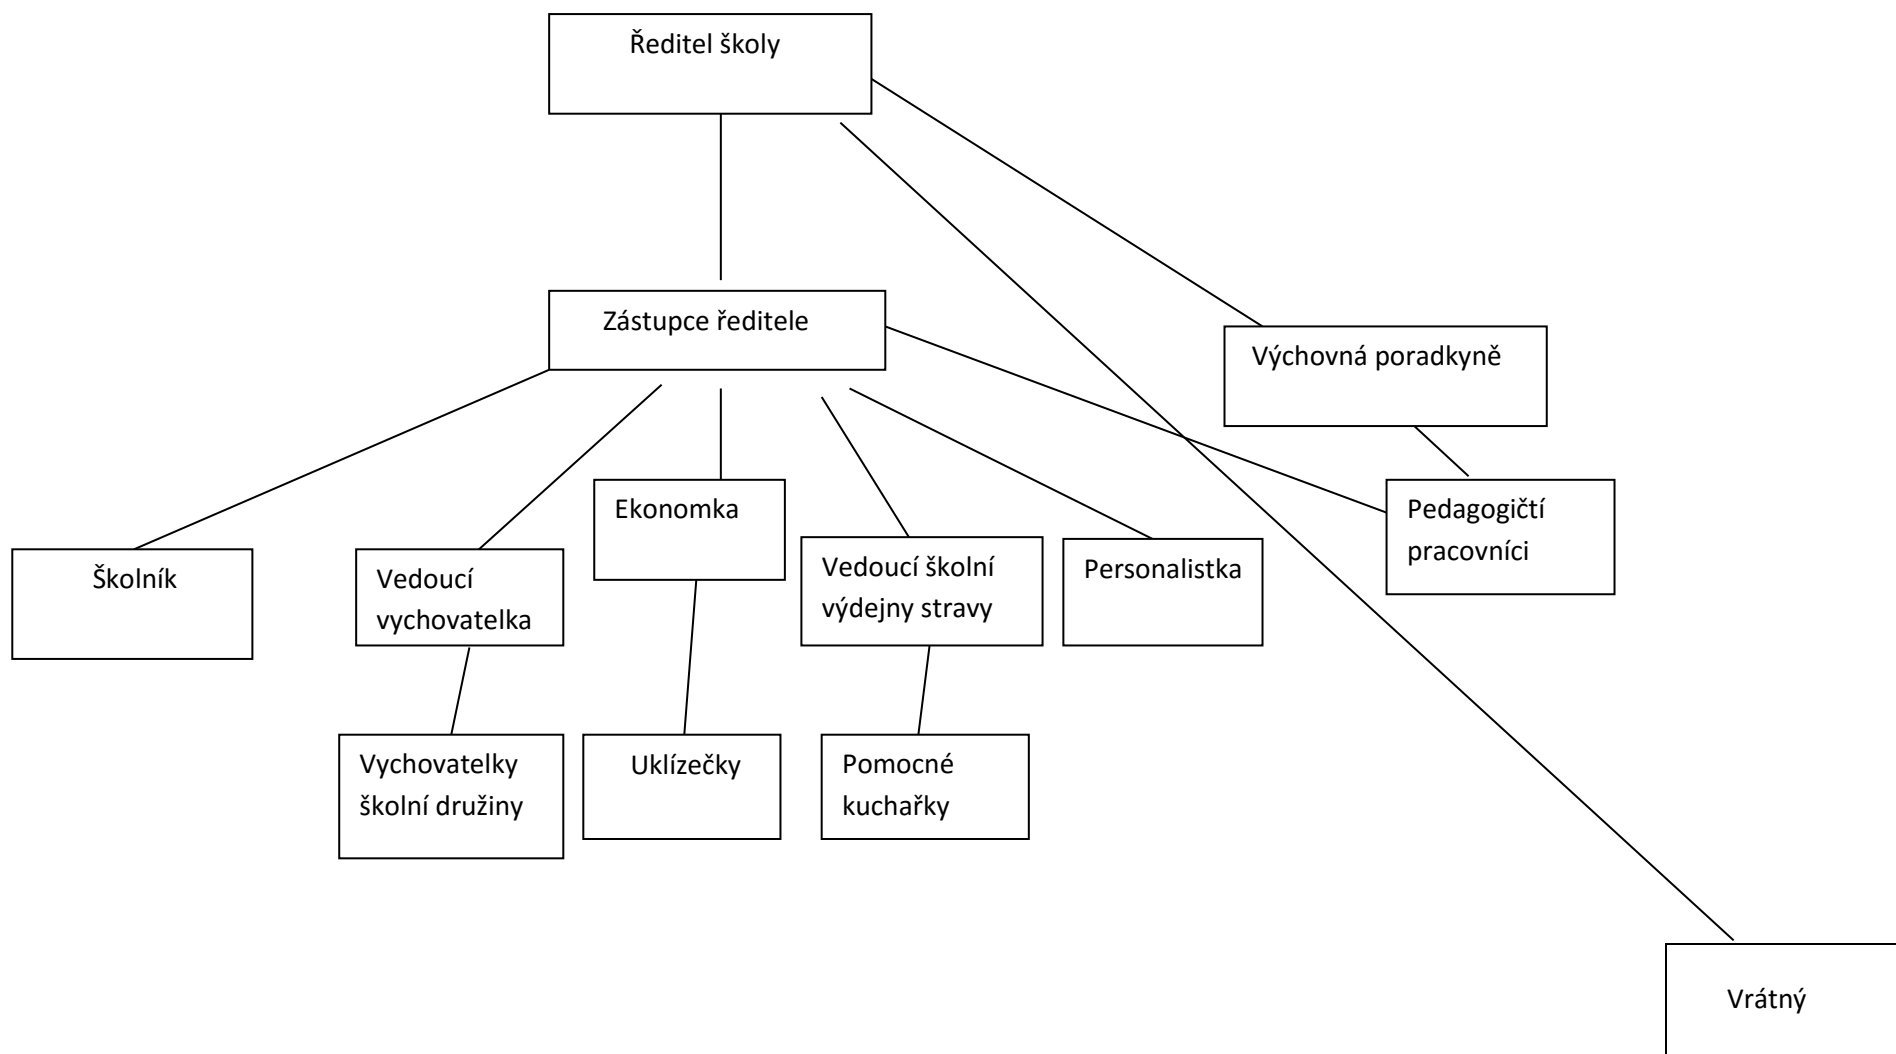 Ředitel školy
Zástupce ředitele
Výchovná poradkyně
Ekonomka
Pedagogičtí
pracovníci
Školník
Vedoucí
vychovatelka
Vedoucí školní
výdejny stravy
Personalistka
Vychovatelky
školní družiny
Uklízečky
Pomocné
kuchařky
Vrátný